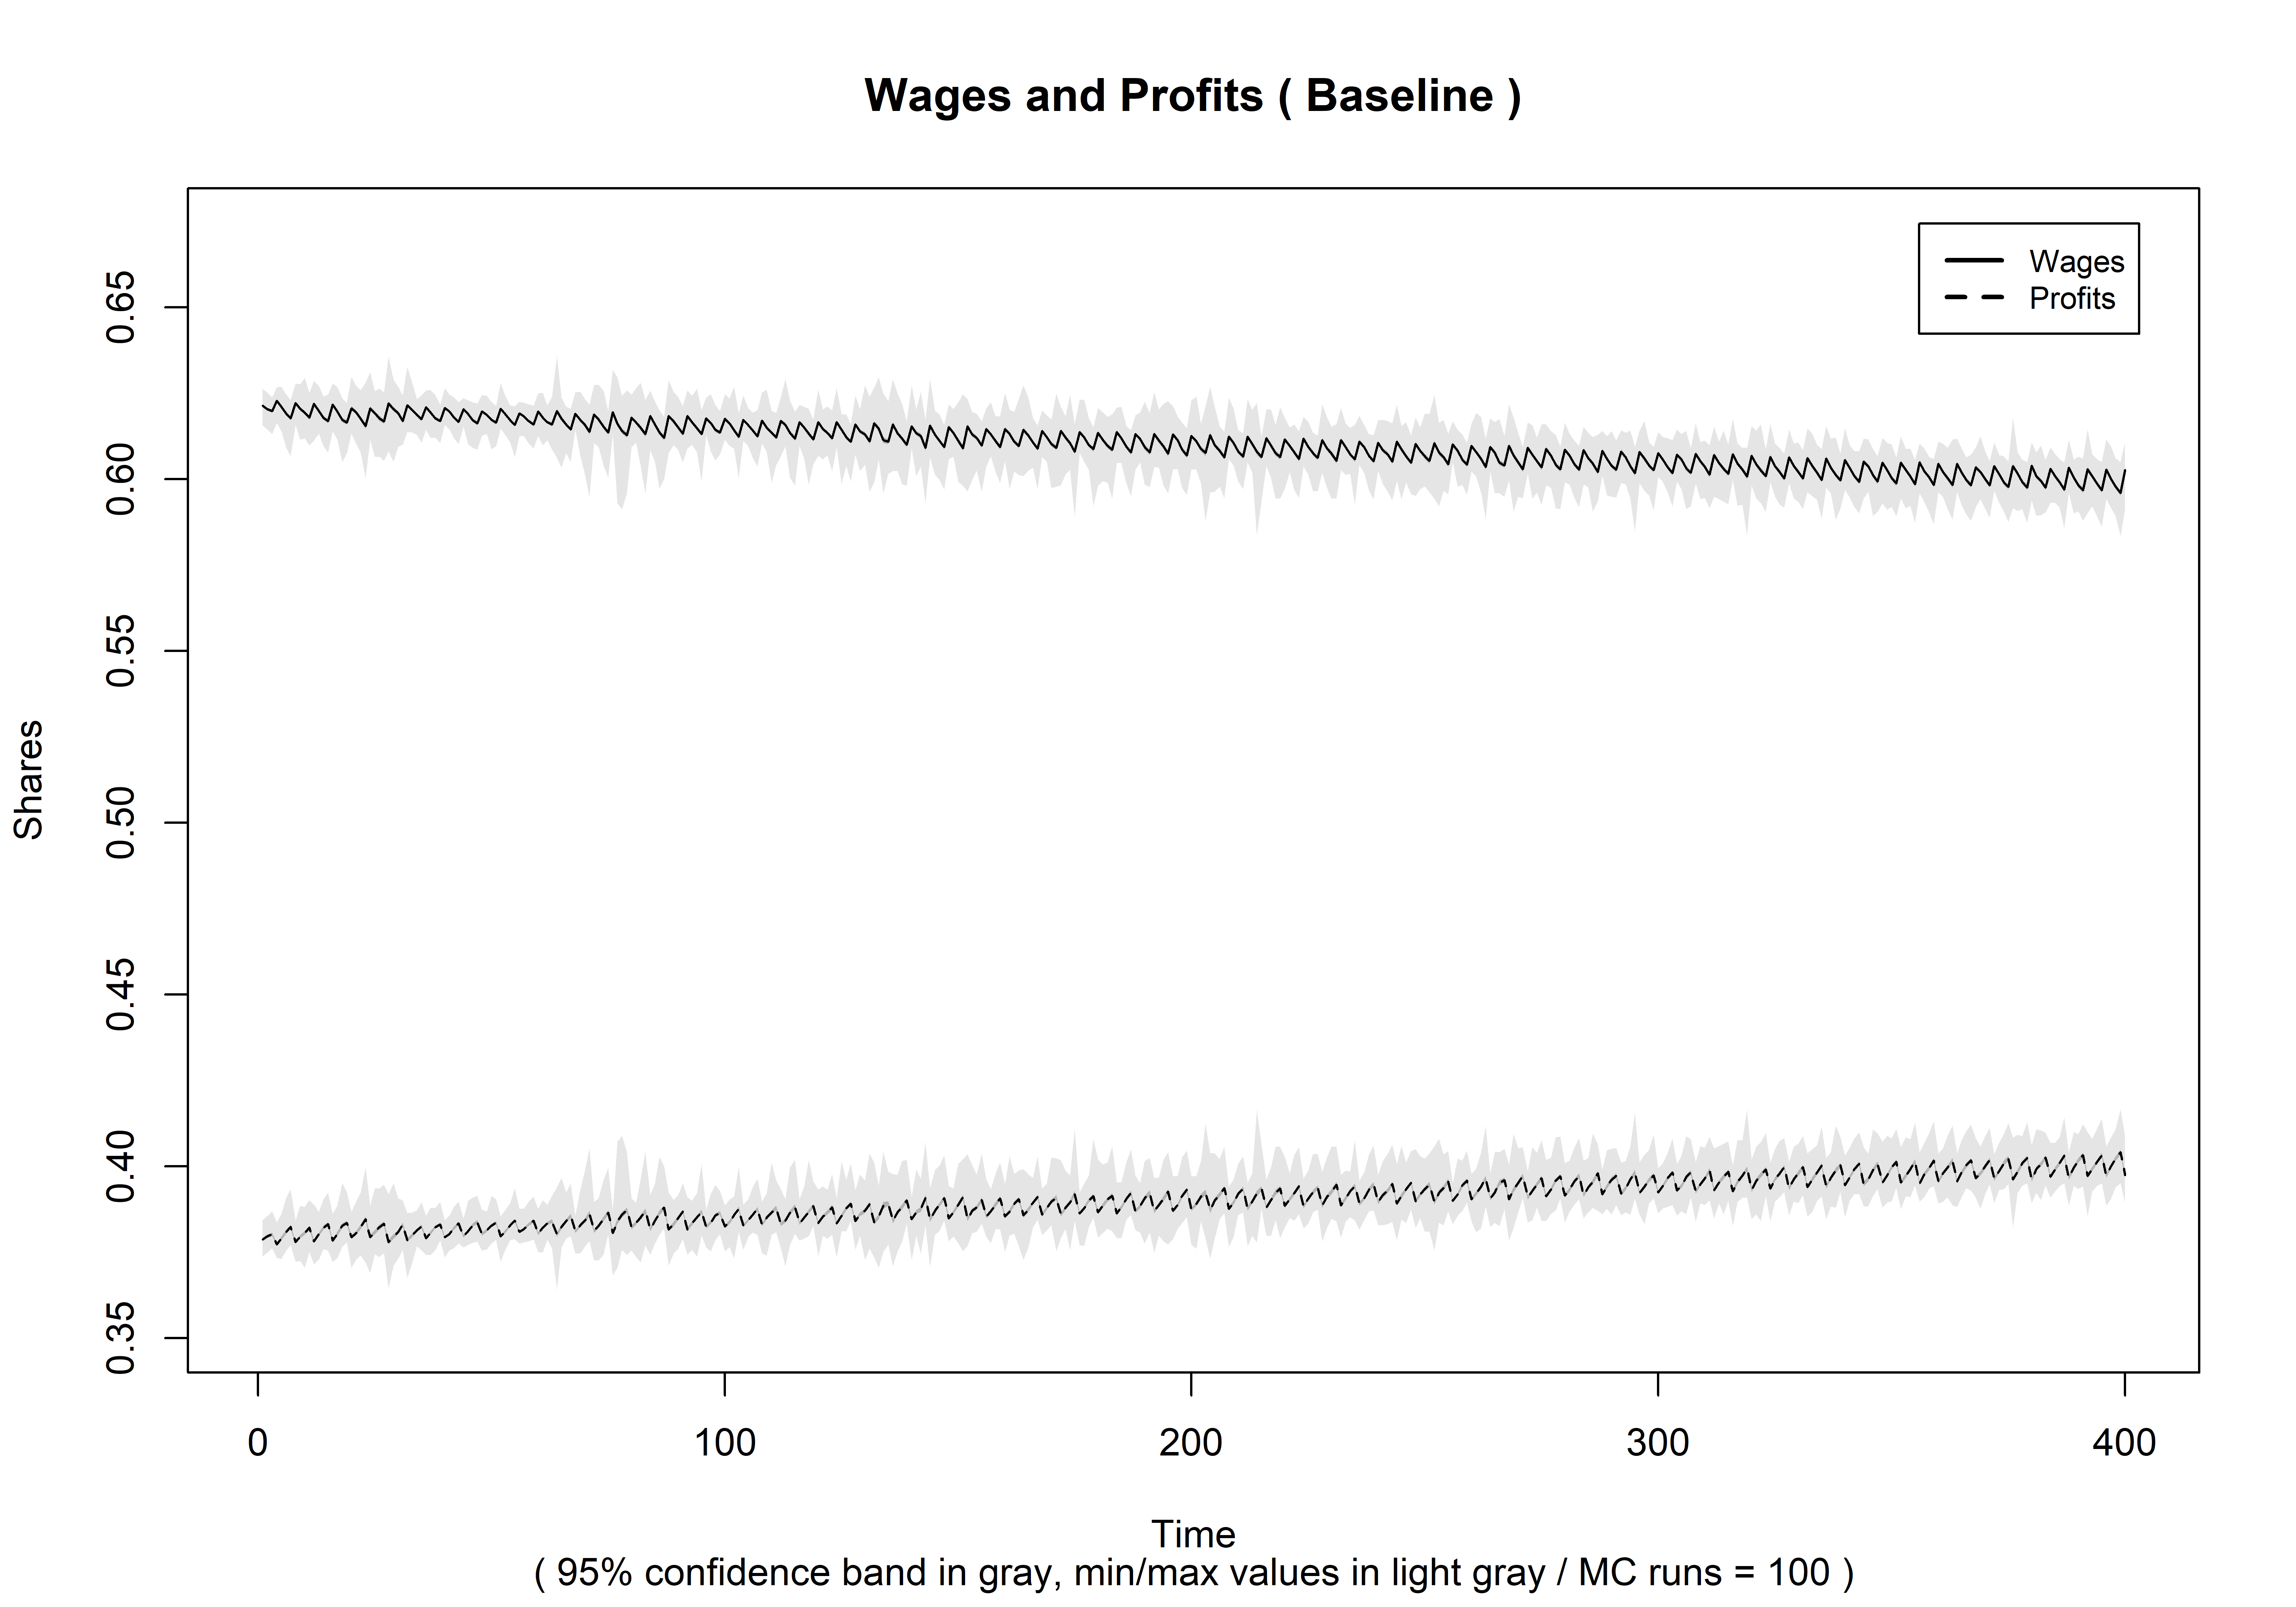 Wages and Profits ( Baseline )
Wages
Profits
0.65
0.60
0.55
0.50
0.45
0.40
0.35
Shares
0 100 200 300 400
Time
( 95% confidence band in gray, min/max values in light gray / MC runs = 100 )